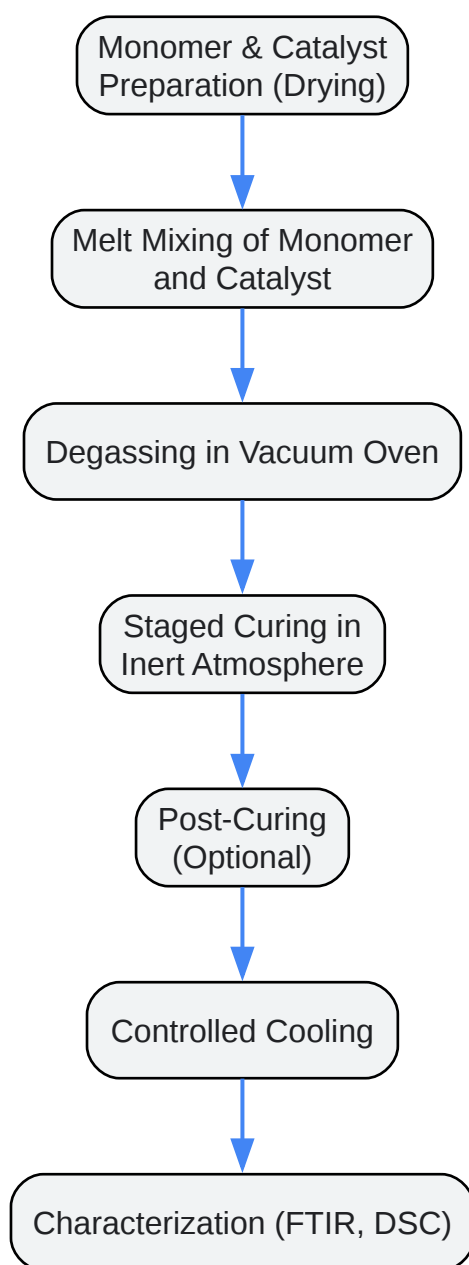 Monomer & Catalyst
Preparation (Drying)
Melt Mixing of Monomer
and Catalyst
Degassing in Vacuum Oven
Staged Curing in
Inert Atmosphere
Post-Curing
(Optional)
Controlled Cooling
Characterization (FTIR, DSC)